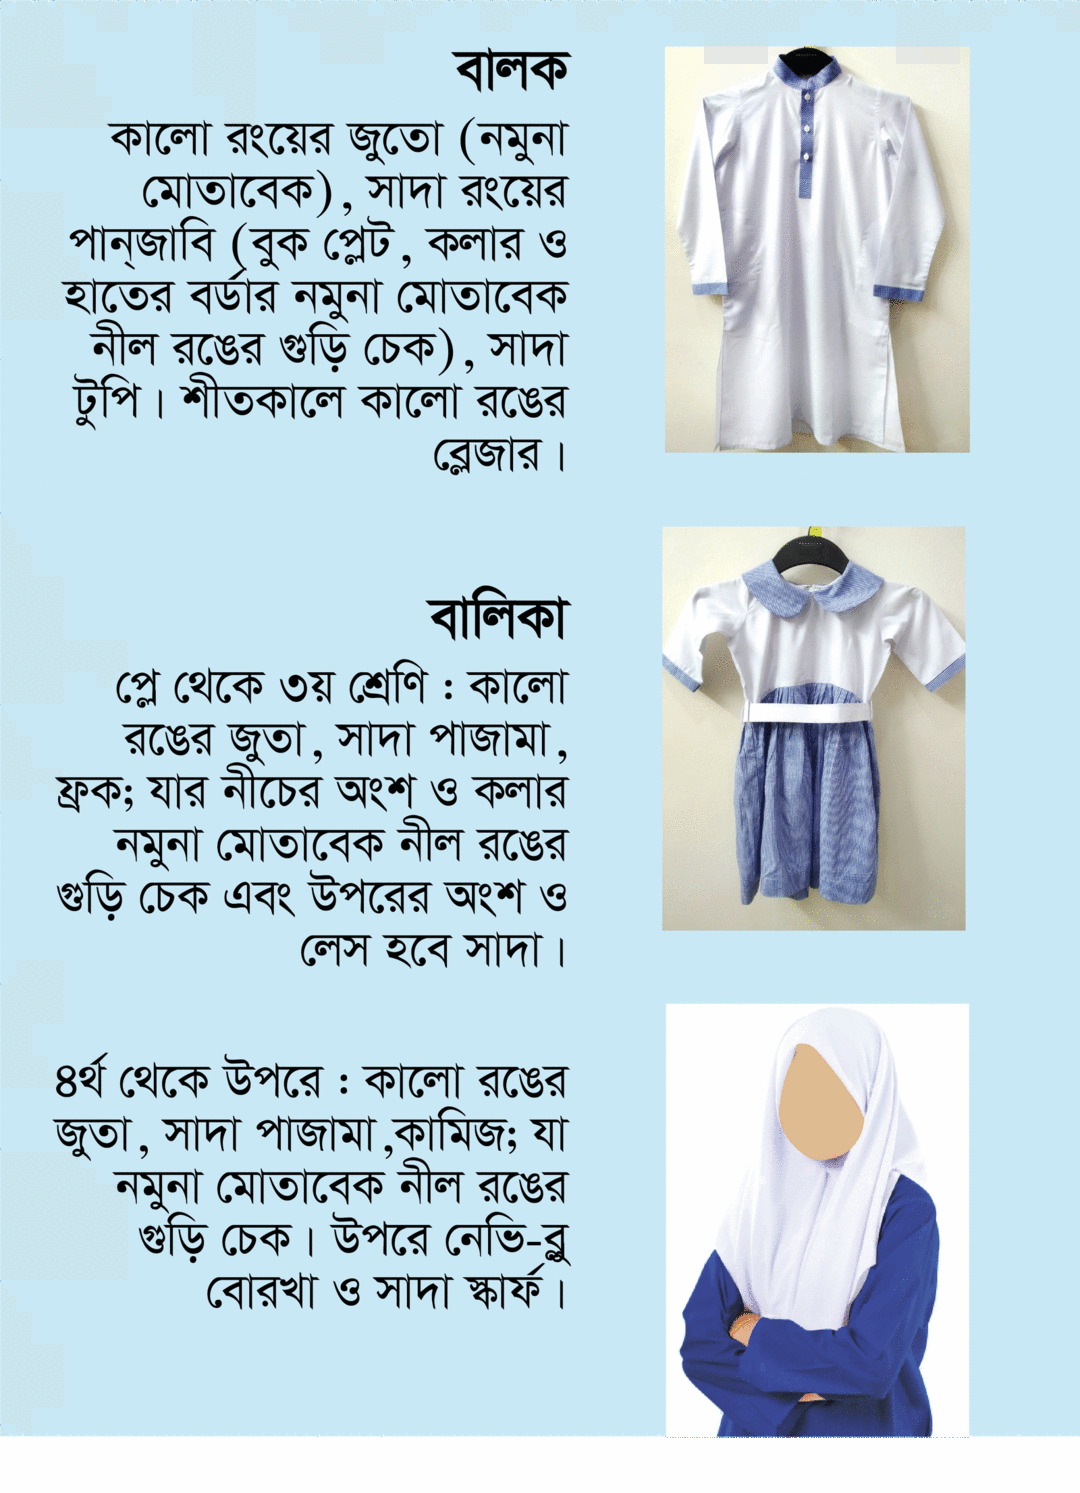 বালক
কালো রংয়ের জুতো (নমুনা
মোতাবেক), সাদা রংয়ের
পান্‌জাবি (বুক প্লেট, কলার ও
হাতের বর্ডার নমুনা মোতাবেক
নীল রঙের গুড়ি চেক), সাদা
টুপি। শীতকালে কালো রঙের
ব্লেজার।
বালিকা
প্লে থেকে ৩য় শ্রেণি : কালো
রঙের জুতা, সাদা পাজামা,
ফ্রক; যার নীচের অংশ ও কলার
নমুনা মোতাবেক নীল রঙের
গুড়ি চেক এবং উপরের অংশ ও
লেস হবে সাদা।
৪র্থ থেকে উপরে : কালো রঙের
জুতা, সাদা পাজামা,কামিজ; যা
নমুনা মোতাবেক নীল রঙের
গুড়ি চেক। উপরে নেভি-ব্লু
বোরখা ও সাদা স্কার্ফ।